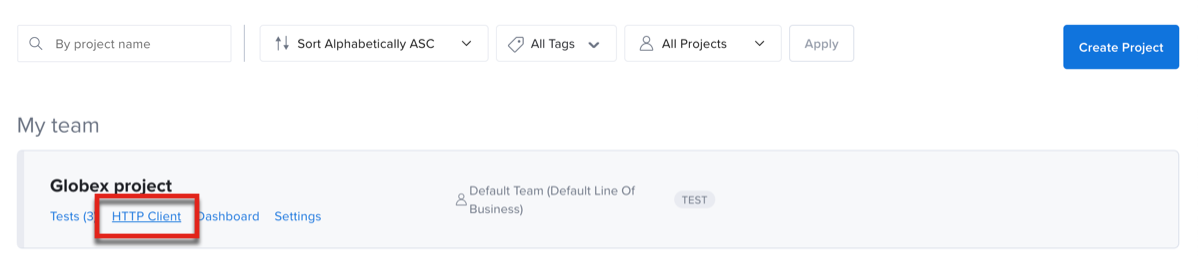 By project name
Sort Alphabetically ASC
All Tags
All Projects
Apply
Create Project
My team
Globex project
Default Team (Default Line Of
Business)
TEST
Tests (3) HTTP Client Dashboard Settings